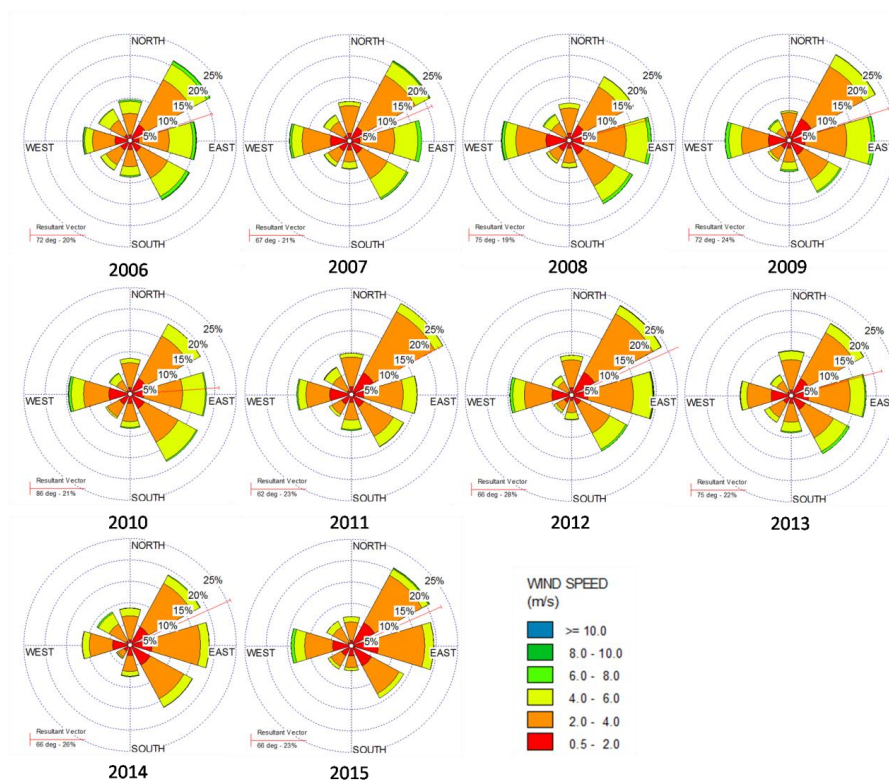 NORTH
25%
20%
15%
10%
5%
WEST
EAST
SOUTH
Resultant Vector
72 deg - 20%
2006
NORTH
25%
20%
15%
10%
5%
WEST
EAST
SOUTH
Resultant Vector
67 deg - 21%
2007
NORTH
25%
20%
15%
10%
5%
WEST
EAST
SOUTH
Resultant Vector
75 deg - 19%
2008
NORTH
25%
20%
15%
10%
5%
WEST
EAST
SOUTH
Resultant Vector
72 deg - 24%
2009
NORTH
25%
20%
15%
10%
5%
WEST
EAST
SOUTH
Resultant Vector
86 deg - 21%
2010
NORTH
25%
20%
15%
10%
5%
WEST
EAST
SOUTH
Resultant Vector
62 deg - 23%
2011
NORTH
25%
20%
15%
10%
5%
WEST
EAST
SOUTH
Resultant Vector
66 deg - 28%
2012
NORTH
25%
20%
15%
10%
5%
WEST
EAST
SOUTH
Resultant Vector
75 deg - 22%
2013
NORTH
25%
20%
15%
10%
5%
WEST
EAST
SOUTH
Resultant Vector
66 deg - 26%
2014
NORTH
25%
20%
15%
10%
5%
WEST
EAST
SOUTH
Resultant Vector
66 deg - 23%
2015
WIND SPEED
(m/s)
>= 10.0
8.0 - 10.0
6.0 - 8.0
4.0 - 6.0
2.0 - 4.0
0.5 - 2.0